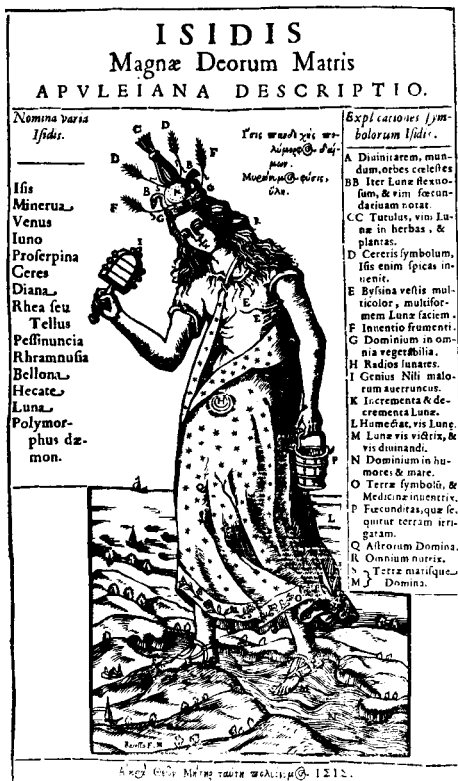 ISIDIS
Magnæ Deorum Matris
APVLEIANA DESCRIPTIO.
Nomina varia
Isidis.
Isis
Minerua
Venus
Iuno
Proserpina
Ceres
Diana
Rhea seu
Tellus
Pessinuncia
Rhramnusia
Bellona
Hecate
Luna
Polymor-
phus dæ-
mon.
Explicationes sym-
bolorum Isidis.
A Diuinitatem, mun-
dum, orbes cœlestes
BB Iter Lunæ flexuo-
sum, & vim fœcun-
datiuam notat.
CC Tutulus, vim Lu-
næ in herbas, &
plantas.
D Cereris symbolum,
Isis enim spicas in-
uenit.
E Byssina vestis mul-
ticolor, multifor-
mem Lunæ faciem.
F Inuentio frumenti.
G Dominium in om-
nia vegetabilia.
H Radios lunares.
I Genius Nili malo-
rum auerruncus.
K Incrementa & de-
crementa Lunæ.
L Humectat, vis Lunę.
M Lunæ vis victrix, &
vis diuinandi.
N Dominium in hu-
mores & mare.
O Terræ symbolū, &
Medicinæ inuentrix.
P Fœcunditas, quæ se-
quitur terram irri-
gatam.
Q Astrorum Domina.
R Omnium nutrix.
S Terræ marisque
M Domina.
C
C
D
D
D
F
B
B
F
G
G
I
E
E
H
Q
P
L
N
ΙΣΙΣ.